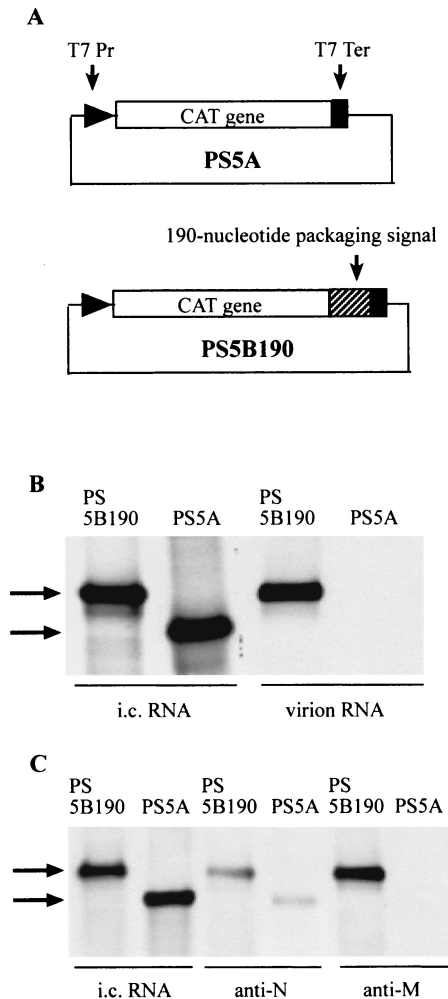 A
T7 Pr T7 Ter
CAT gene
PS5A
190-nucleotide packaging signal
CAT gene
PS5B190
B
PS PS
5B190 PS5A 5B190 PS5A
i.c. RNA virion RNA
C
PS PS PS
5B190 PS5A 5B190 PS5A 5B190 PS5A
i.c. RNA anti-N anti-M